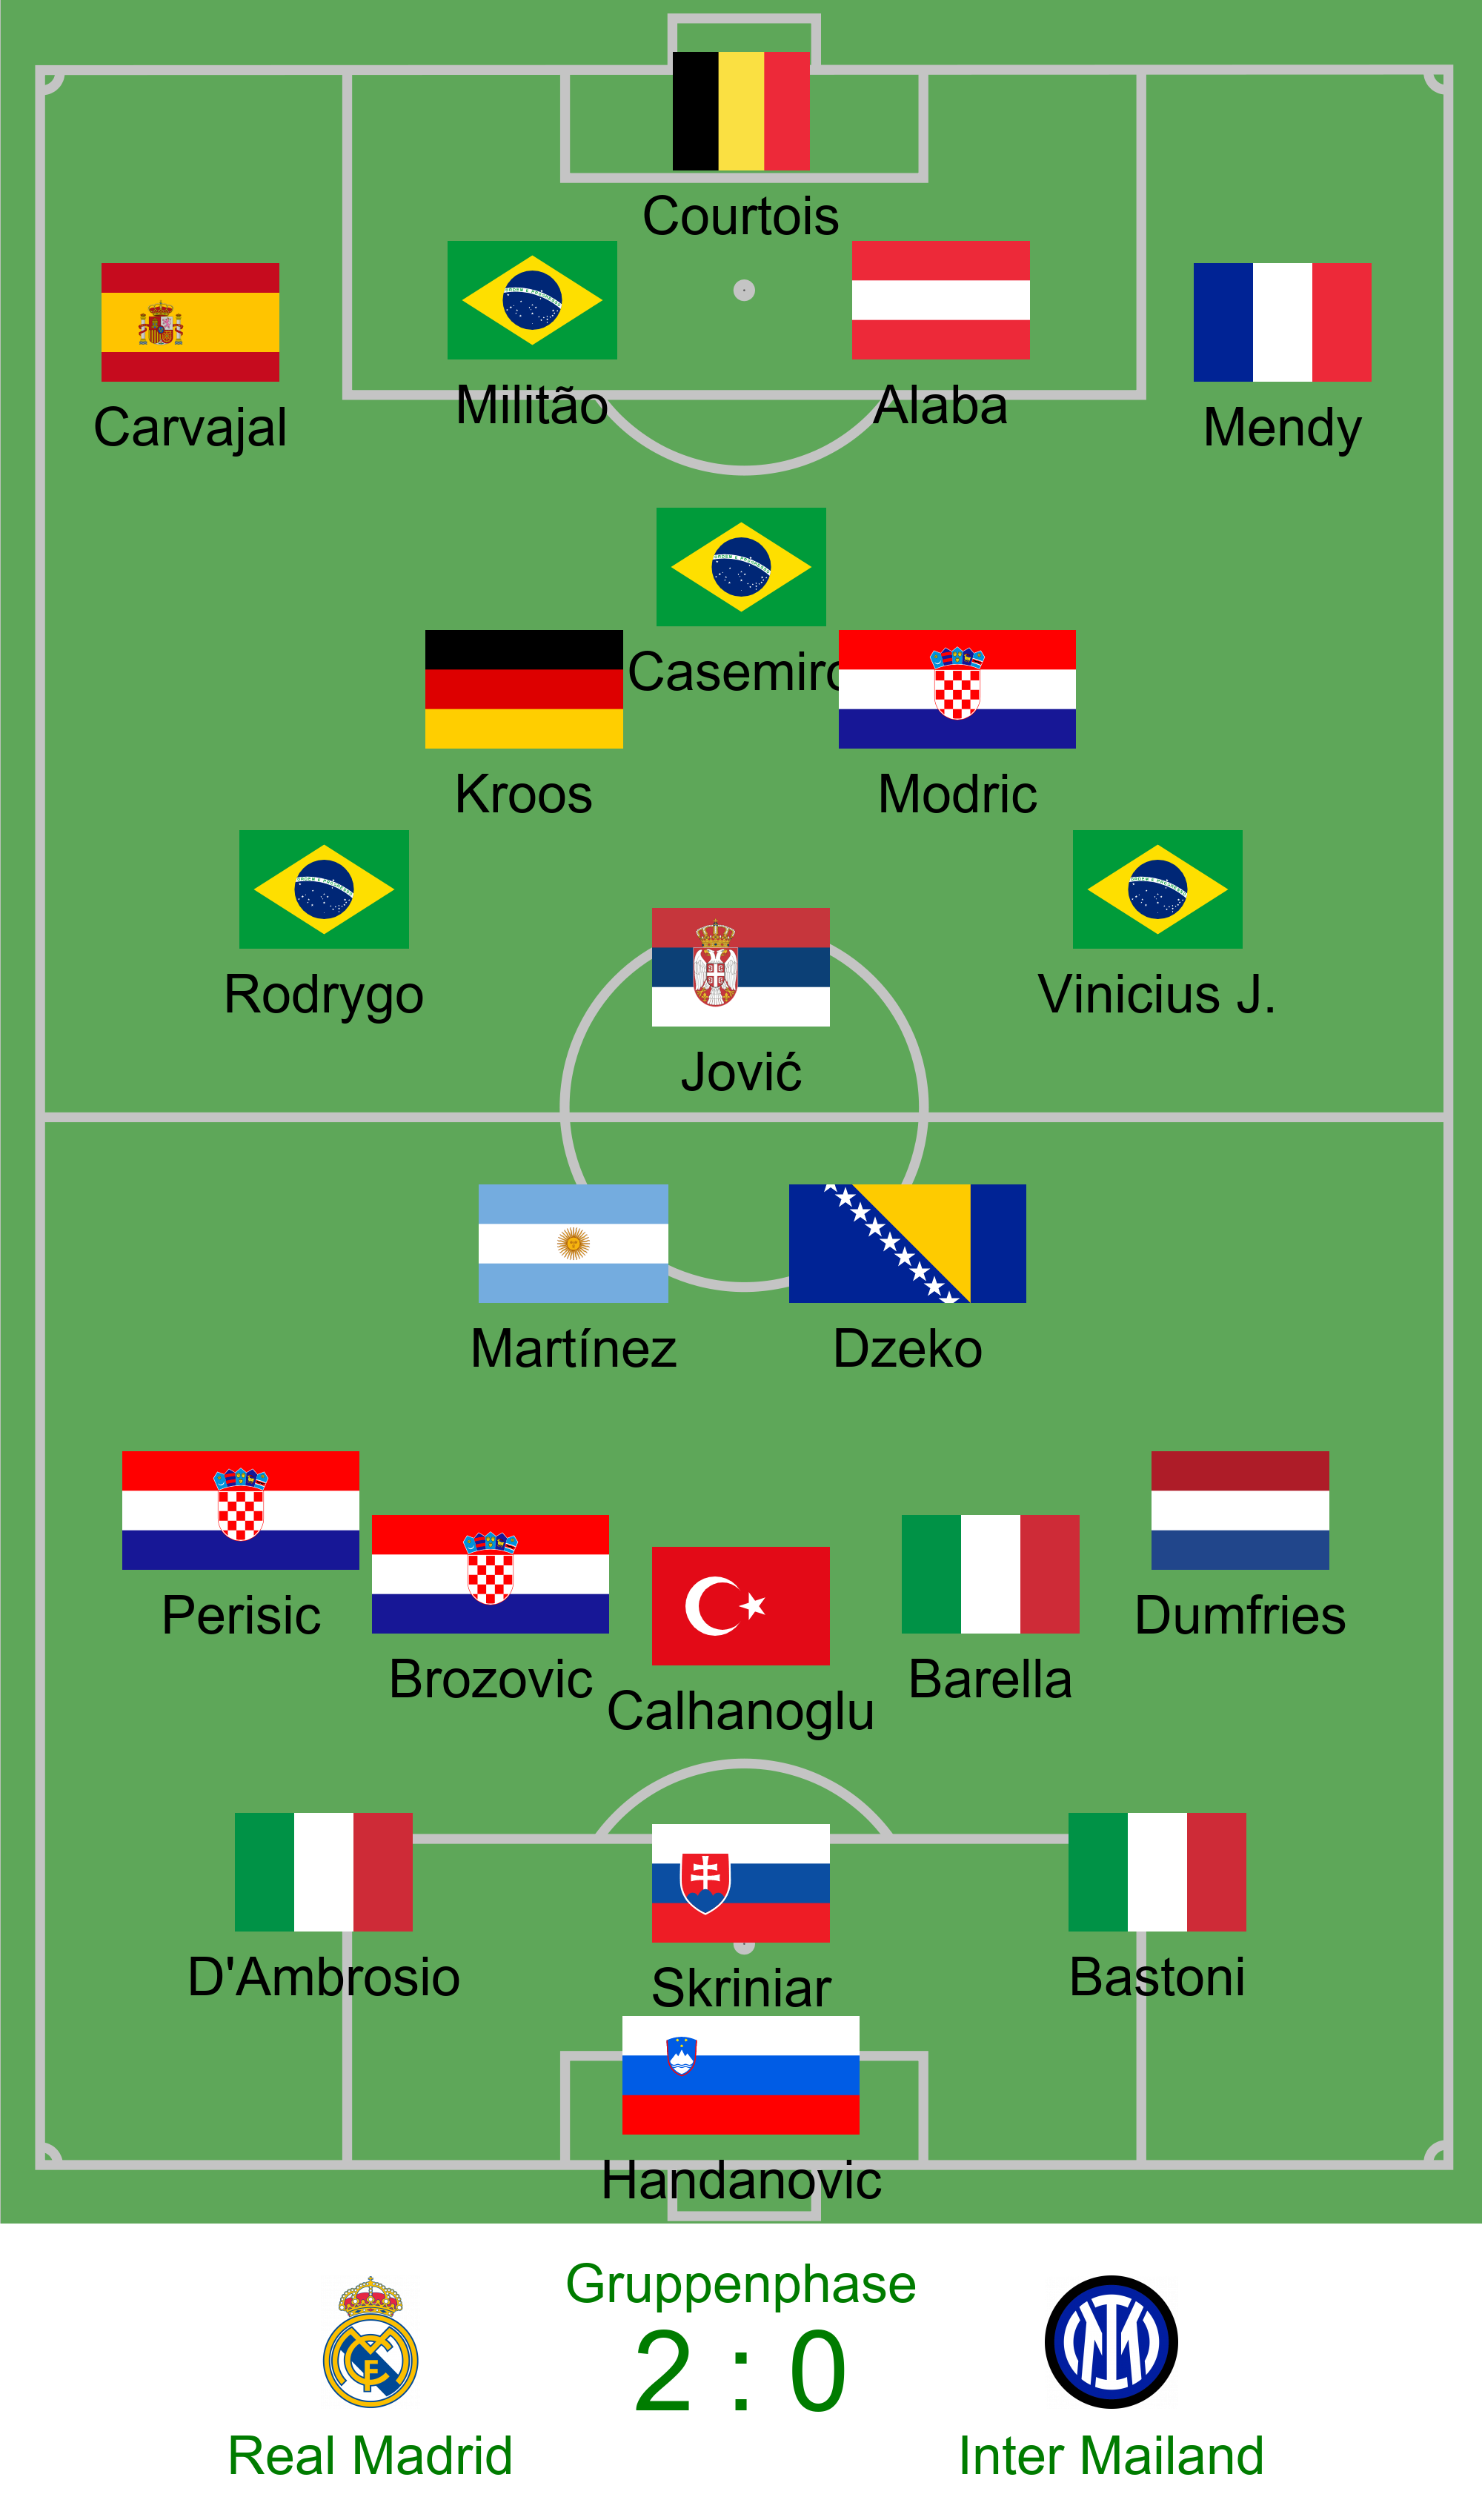 Courtois
Carvajal
Militão
Alaba
Mendy
Casemiro
Kroos
Modric
Rodrygo
Jović
Vinicius J.
Martínez
Dzeko
Perisic
Brozovic
Calhanoglu
Barella
Dumfries
D'Ambrosio
Skriniar
Bastoni
Handanovic
Gruppenphase
2 : 0
Real Madrid
Inter Mailand